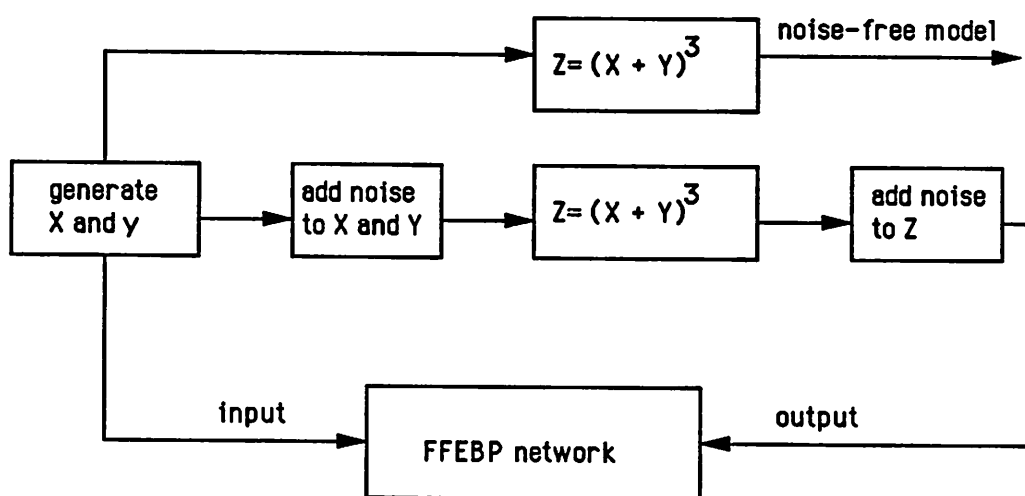 noise-free model
Z= (X + Y)^3
generate
X and y
add noise
to X and Y
Z= (X + Y)^3
add noise
to Z
input
output
FFEBP network